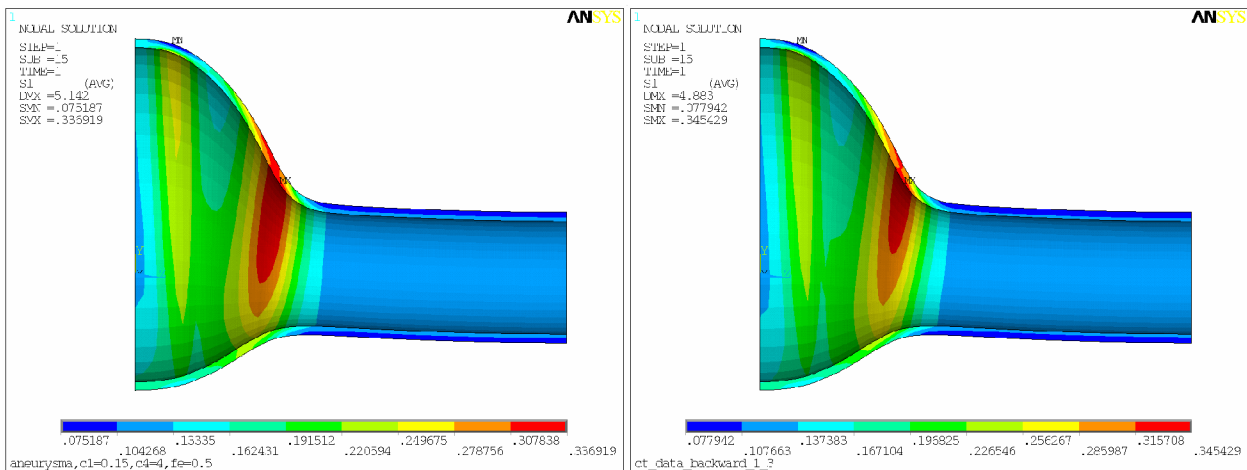 1
ANSYS
NODAL SOLUTION
STEP=1
SUB =15
TIME=1
S1 (AVG)
DMX =5.142
SMN =.075187
SMX =.336919
MN
MX
Y
.075187 .13335 .191512 .219675 .307838
.104268 .162431 .220594 .278756 .336919
aneurysma,c1=0.15,c4=4,fe=0.5
1
ANSYS
NODAL SOLUTION
STEP=1
SUB =15
TIME=1
S1 (AVG)
DMX =4.883
SMN =.077942
SMX =.345429
MN
MX
Y
.077942 .137383 .196825 .256267 .315708
.107663 .167104 .226546 .285987 .345429
ct_data_backward_1_3